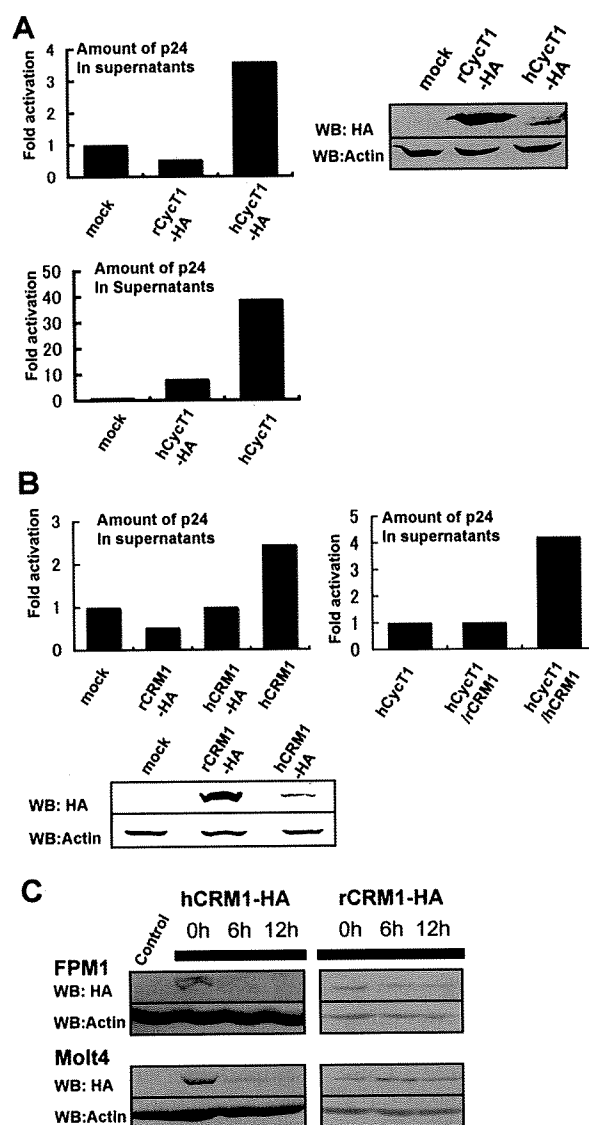 A
Amount of p24
In supernatants
Fold activation
4
3
2
1
0
mock
rCycT1
-HA
hCycT1
-HA
mock
rCycT1
-HA
hCycT1
-HA
WB: HA
WB:Actin
Amount of p24
In Supernatants
Fold activation
50
40
30
20
10
0
mock
hCycT1
-HA
hCycT1
B
Amount of p24
In supernatants
Fold activation
3
2
1
0
mock
rCRM1
-HA
hCRM1
-HA
hCRM1
Amount of p24
In supernatants
Fold activation
5
4
3
2
1
0
hCycT1
hCycT1
/rCRM1
hCycT1
/hCRM1
mock
rCRM1
-HA
hCRM1
-HA
WB: HA
WB:Actin
C
hCRM1-HA
rCRM1-HA
Control
0h 6h 12h
0h 6h 12h
FPM1
WB: HA
WB:Actin
Molt4
WB: HA
WB:Actin